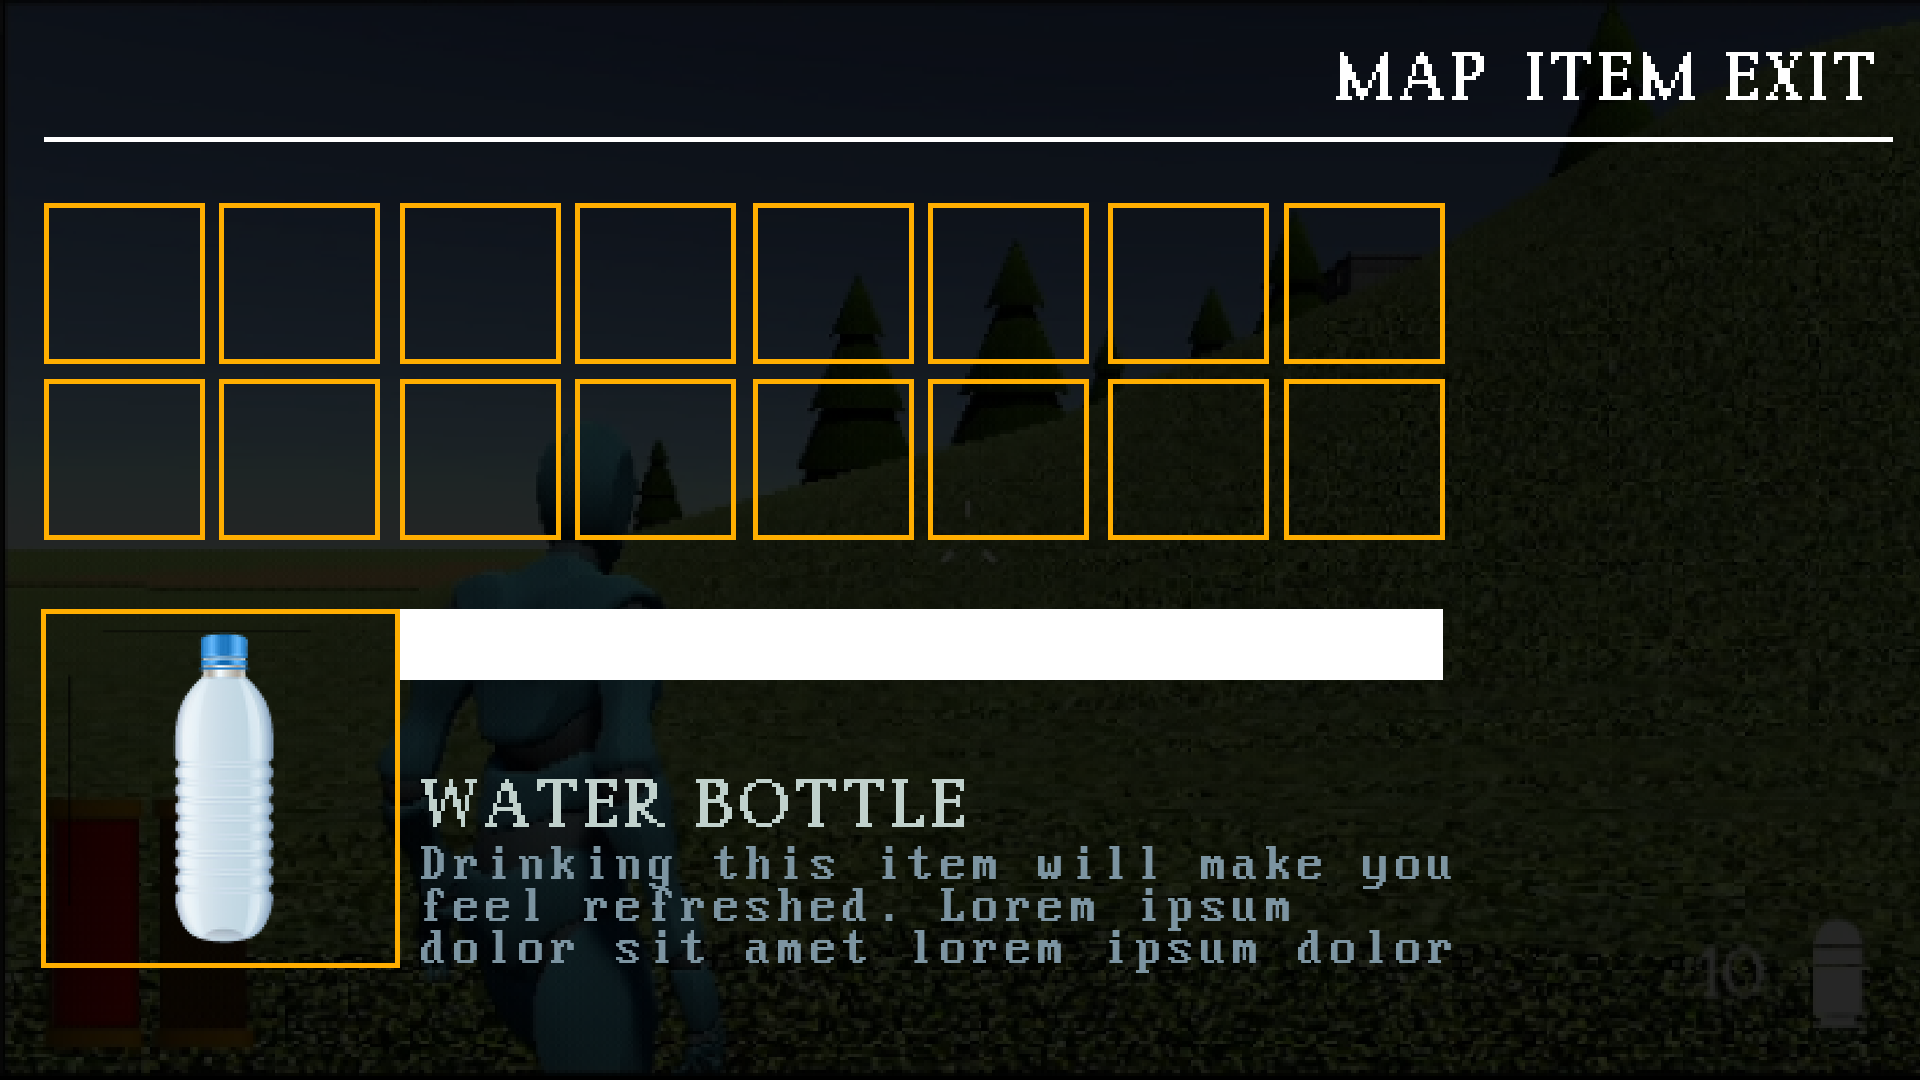 MAP ITEM EXIT
WATER BOTTLE
Drinking this item will make you
feel refreshed. Lorem ipsum
dolor sit amet lorem ipsum dolor
10